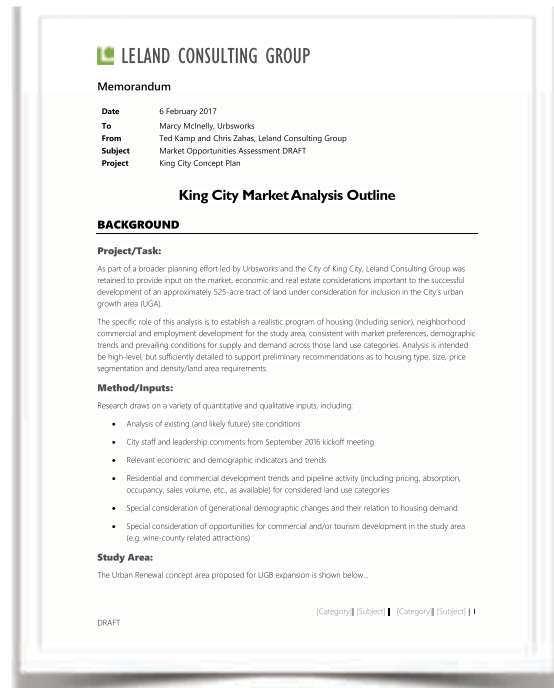 LELAND CONSULTING GROUP
Memorandum
Date 6 February 2017
To Marcy McInelly, Urbsworks
From Ted Kamp and Chris Zahas, Leland Consulting Group
Subject Market Opportunities Assessment DRAFT
Project King City Concept Plan
King City Market Analysis Outline
BACKGROUND
Project/Task:
As part of a broader planning effort led by Urbsworks and the City of King City, Leland Consulting Group was
retained to provide input on the market, economic and real estate considerations important to the successful
development of an approximately 525-acre tract of land under consideration for inclusion in the City's urban
growth area (UGA).
The specific role of this analysis is to establish a realistic program of housing (including senior), neighborhood
commercial and employment development for the study area, consistent with market preferences, demographic
trends and prevailing conditions for supply and demand across those land use categories. Analysis is intended
be high-level, but sufficiently detailed to support preliminary recommendations as to housing type, size, price
segmentation and density/land area requirements.
Method/Inputs:
Research draws on a variety of quantitative and qualitative inputs, including:
• Analysis of existing (and likely future) site conditions
• City staff and leadership comments from September 2016 kickoff meeting
• Relevant economic and demographic indicators and trends
• Residential and commercial development trends and pipeline activity (including pricing, absorption,
occupancy, sales volume, etc., as available) for considered land use categories
• Special consideration of generational demographic changes and their relation to housing demand
• Special consideration of opportunities for commercial and/or tourism development in the study area
(e.g. wine-county related attractions)
Study Area:
The Urban Renewal concept area proposed for UGB expansion is shown below...
[Category]| [Subject] | [Category]| [Subject] | 1
DRAFT